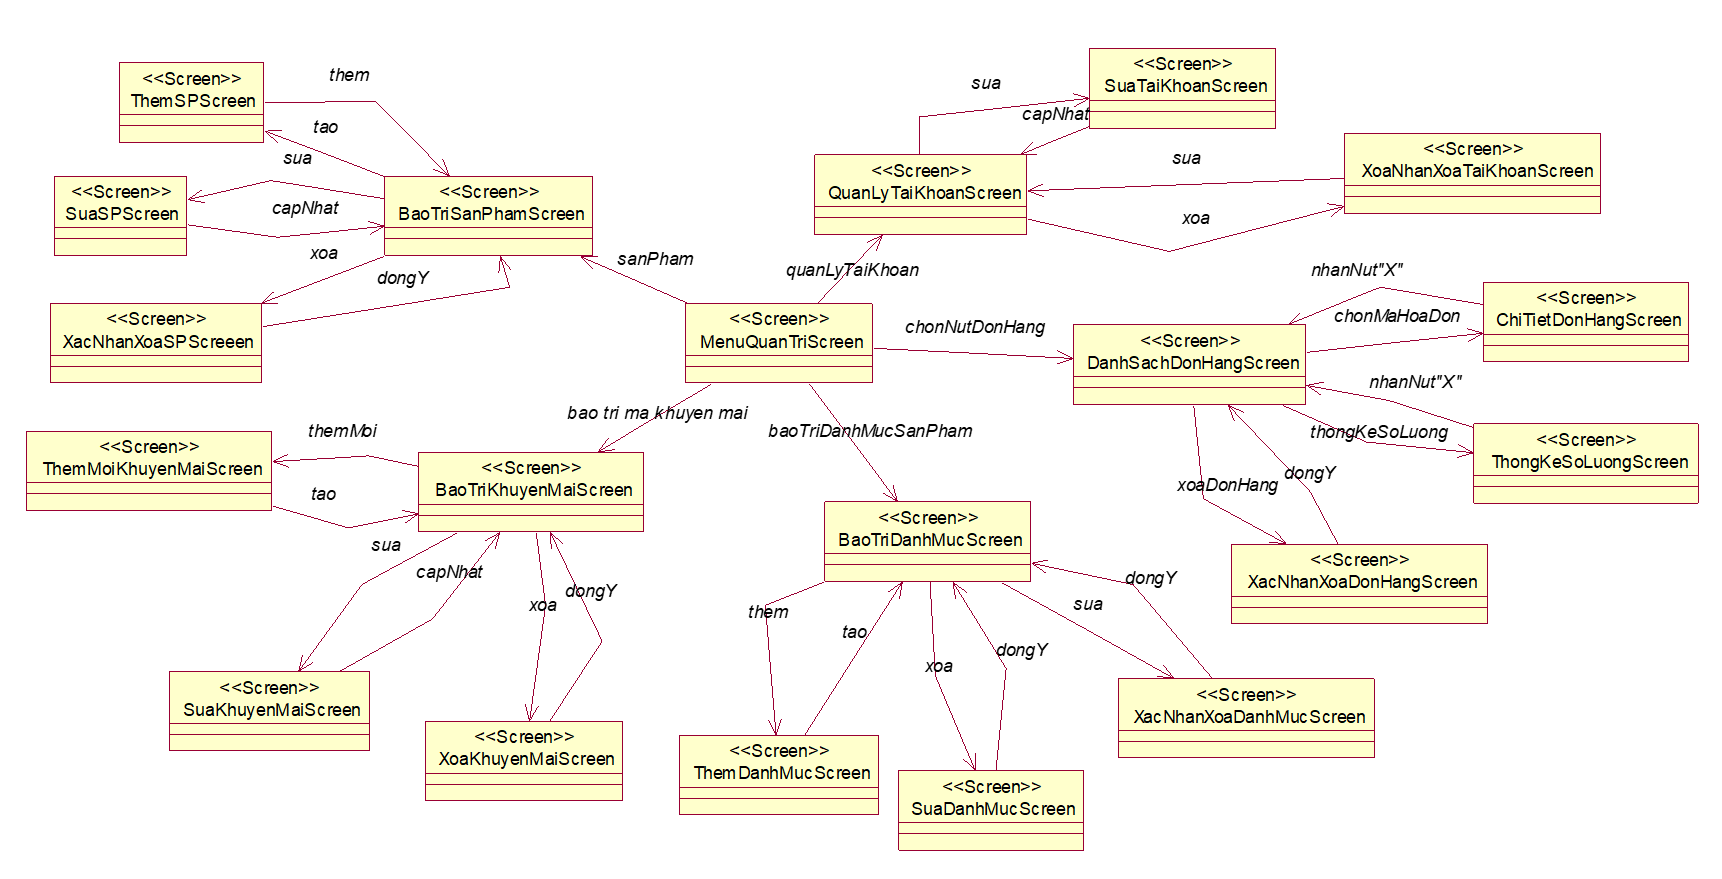 <<Screen>>
ThemSPScreen
them
tao
sua
<<Screen>>
SuaSPScreen
capNhat
<<Screen>>
BaoTriSanPhamScreen
xoa
dongY
<<Screen>>
XacNhanXoaSPScreeen
sanPham
<<Screen>>
MenuQuanTriScreen
quanLyTaiKhoan
<<Screen>>
QuanLyTaiKhoanScreen
sua
capNhat
<<Screen>>
SuaTaiKhoanScreen
sua
xoa
<<Screen>>
XoaNhanXoaTaiKhoanScreen
chonNutDonHang
<<Screen>>
DanhSachDonHangScreen
nhanNut"X"
chonMaHoaDon
<<Screen>>
ChiTietDonHangScreen
nhanNut"X"
thongKeSoLuong
<<Screen>>
ThongKeSoLuongScreen
xoaDonHang
dongY
<<Screen>>
XacNhanXoaDonHangScreen
bao tri ma khuyen mai
<<Screen>>
BaoTriKhuyenMaiScreen
themMoi
tao
<<Screen>>
ThemMoiKhuyenMaiScreen
sua
capNhat
<<Screen>>
SuaKhuyenMaiScreen
xoa
dongY
<<Screen>>
XoaKhuyenMaiScreen
baoTriDanhMucSanPham
<<Screen>>
BaoTriDanhMucScreen
them
tao
<<Screen>>
ThemDanhMucScreen
xoa
dongY
<<Screen>>
SuaDanhMucScreen
sua
dongY
<<Screen>>
XacNhanXoaDanhMucScreen